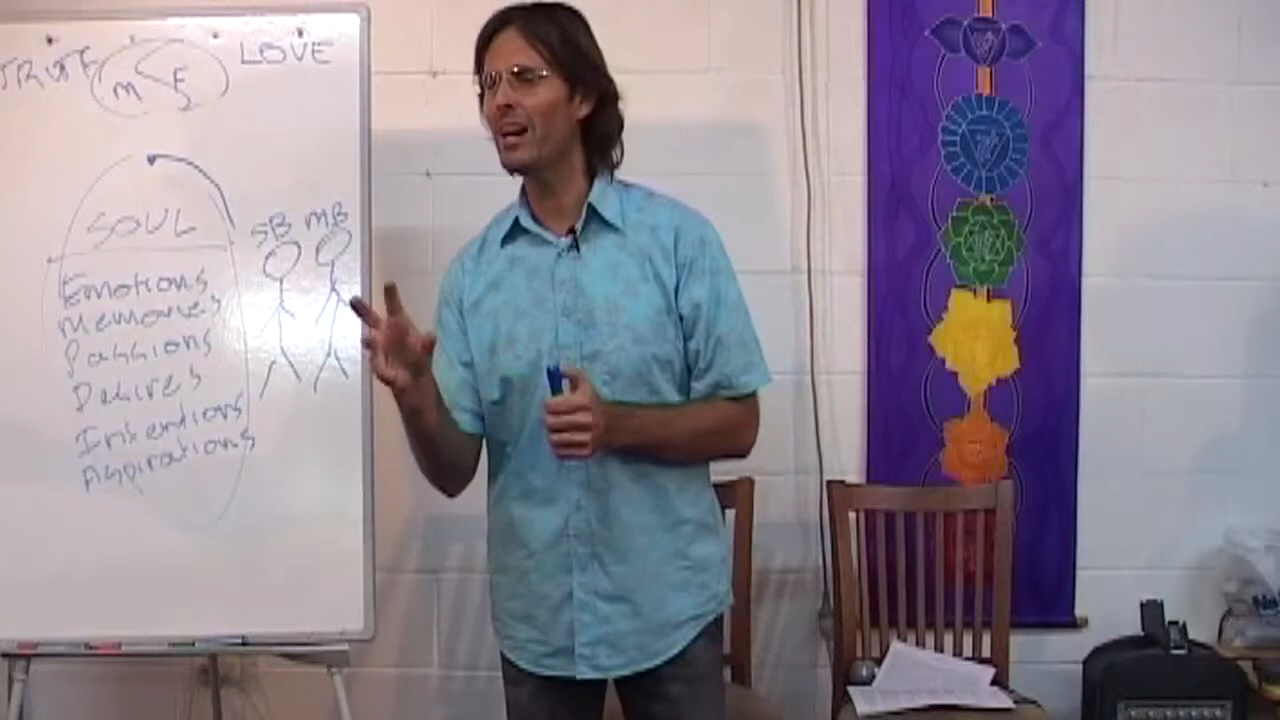 TRUTH LOVE
M F
SOUL
SB MB
Emotions
Memories
Passions
Desires
Intentions
Aspirations